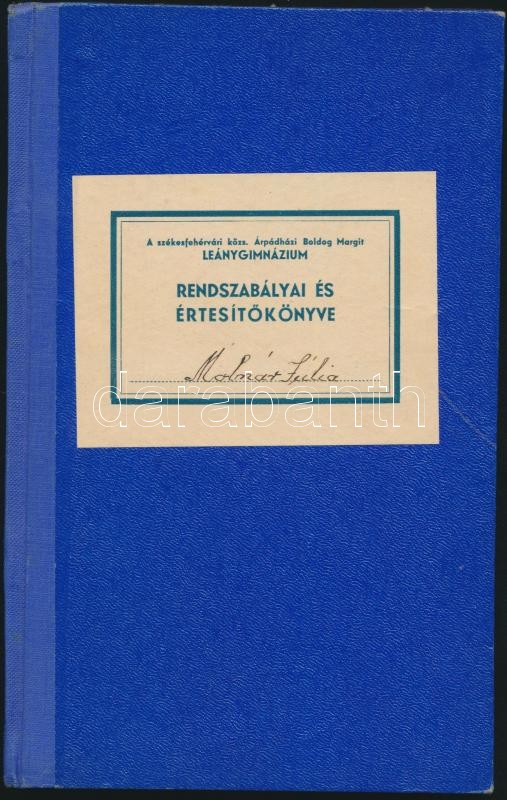 A székesfehérvári közs. Árpádházi Boldog Margit
LEÁNYGIMNÁZIUM
RENDSZABÁLYAI ÉS
ÉRTESÍTŐKÖNYVE
Molnár Júlia
darabanth